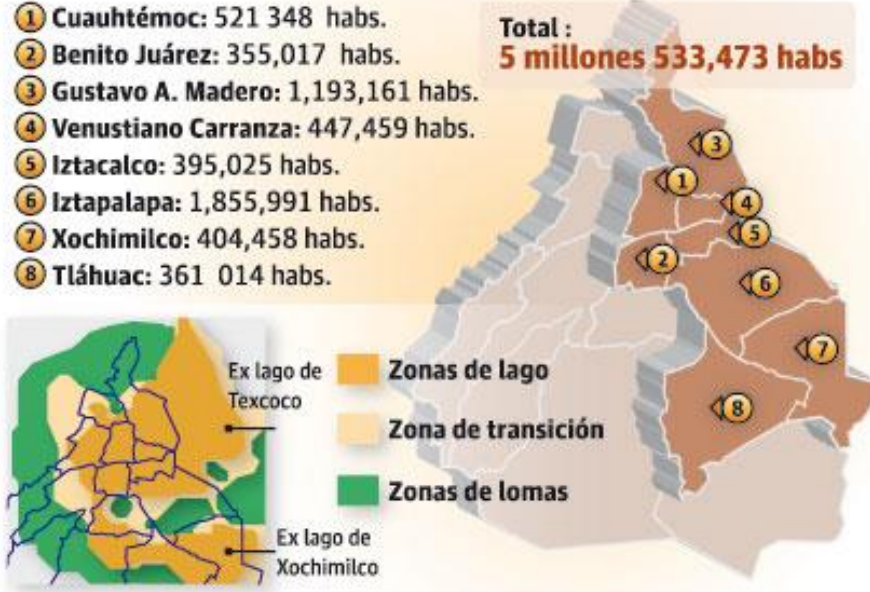 1 Cuauhtémoc: 521 348 habs.
2 Benito Juárez: 355,017 habs.
3 Gustavo A. Madero: 1,193,161 habs.
4 Venustiano Carranza: 447,459 habs.
5 Iztacalco: 395,025 habs.
6 Iztapalapa: 1,855,991 habs.
7 Xochimilco: 404,458 habs.
8 Tláhuac: 361 014 habs.
Total :
5 millones 533,473 habs
3
1
4
5
2
6
7
8
Ex lago de
Texcoco
Ex lago de
Xochimilco
Zonas de lago
Zona de transición
Zonas de lomas